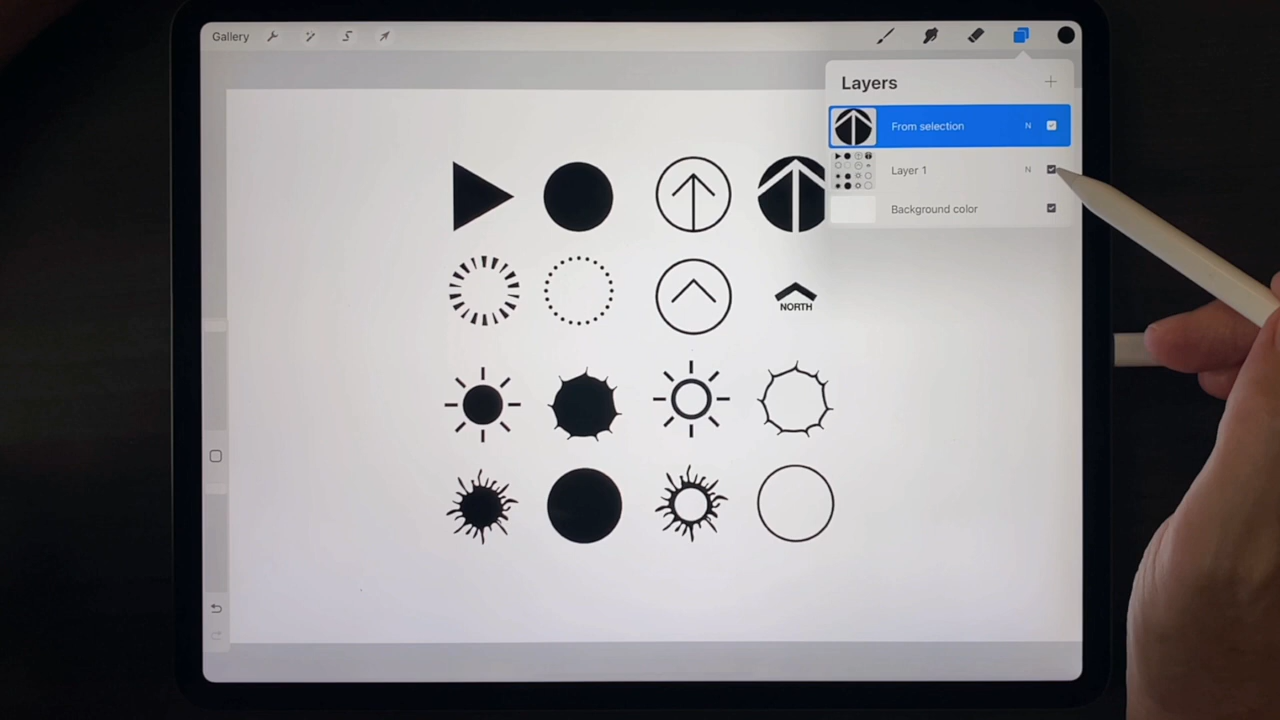 Gallery
Layers
From selection N
Layer 1 N
Background color
NORTH